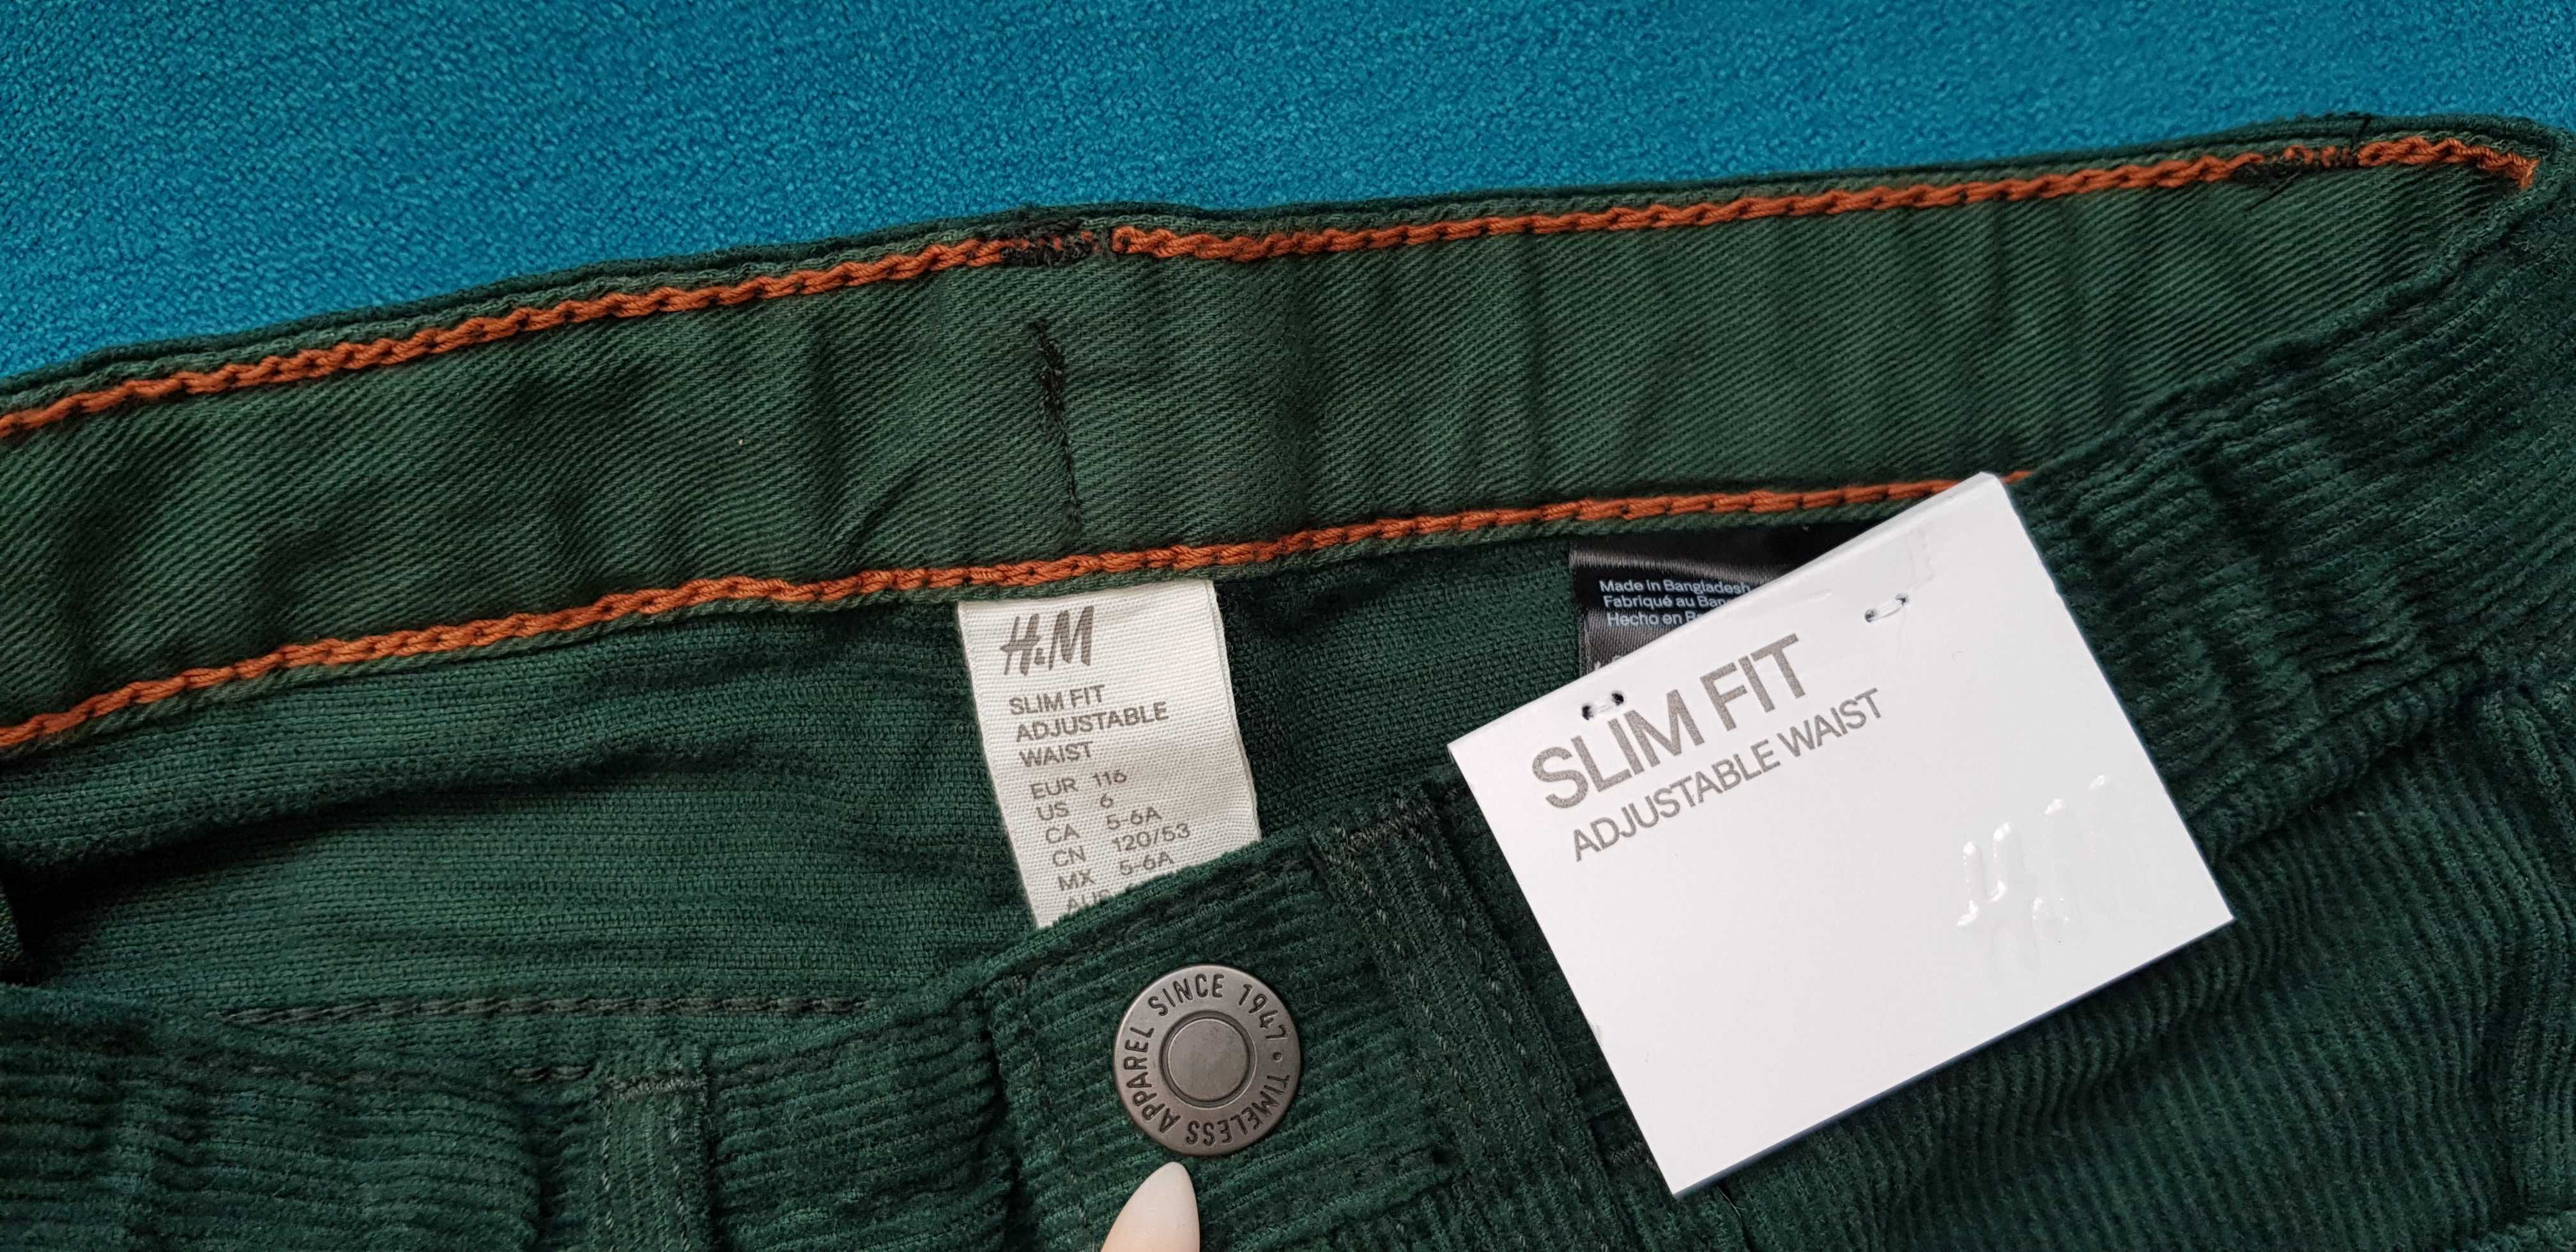 H&M
SLIM FIT
ADJUSTABLE
WAIST
EUR 116
US 6
CA 5-6A
CN 120/53
MX 5-6A
Made in Bangladesh
Fabriqué au
Hecho en
SLIM FIT
ADJUSTABLE WAIST
H&M
APPAREL SINCE 1947 • TIMELESS